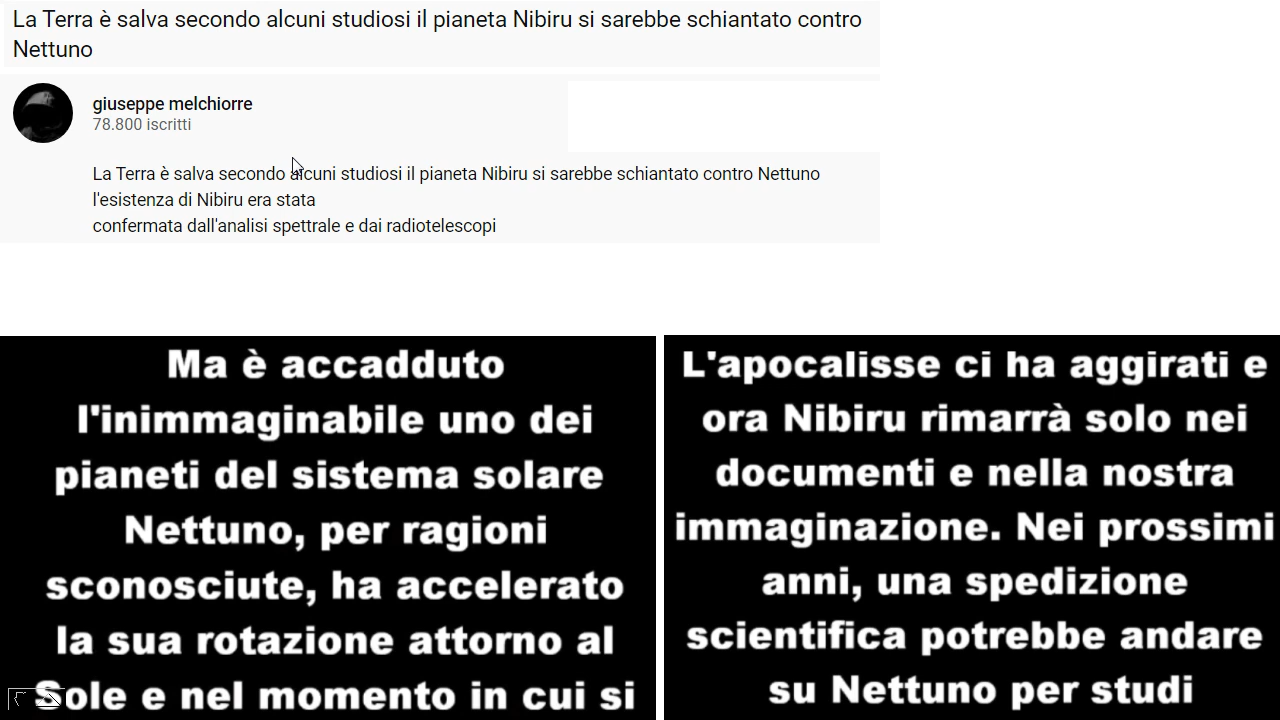 La Terra è salva secondo alcuni studiosi il pianeta Nibiru si sarebbe schiantato contro
Nettuno
giuseppe melchiorre
78.800 iscritti
La Terra è salva secondo alcuni studiosi il pianeta Nibiru si sarebbe schiantato contro Nettuno
l'esistenza di Nibiru era stata
confermata dall'analisi spettrale e dai radiotelescopi
Ma è accadduto
l'inimmaginabile uno dei
pianeti del sistema solare
Nettuno, per ragioni
sconosciute, ha accelerato
la sua rotazione attorno al
Sole e nel momento in cui si
L'apocalisse ci ha aggirati e
ora Nibiru rimarrà solo nei
documenti e nella nostra
immaginazione. Nei prossimi
anni, una spedizione
scientifica potrebbe andare
su Nettuno per studi